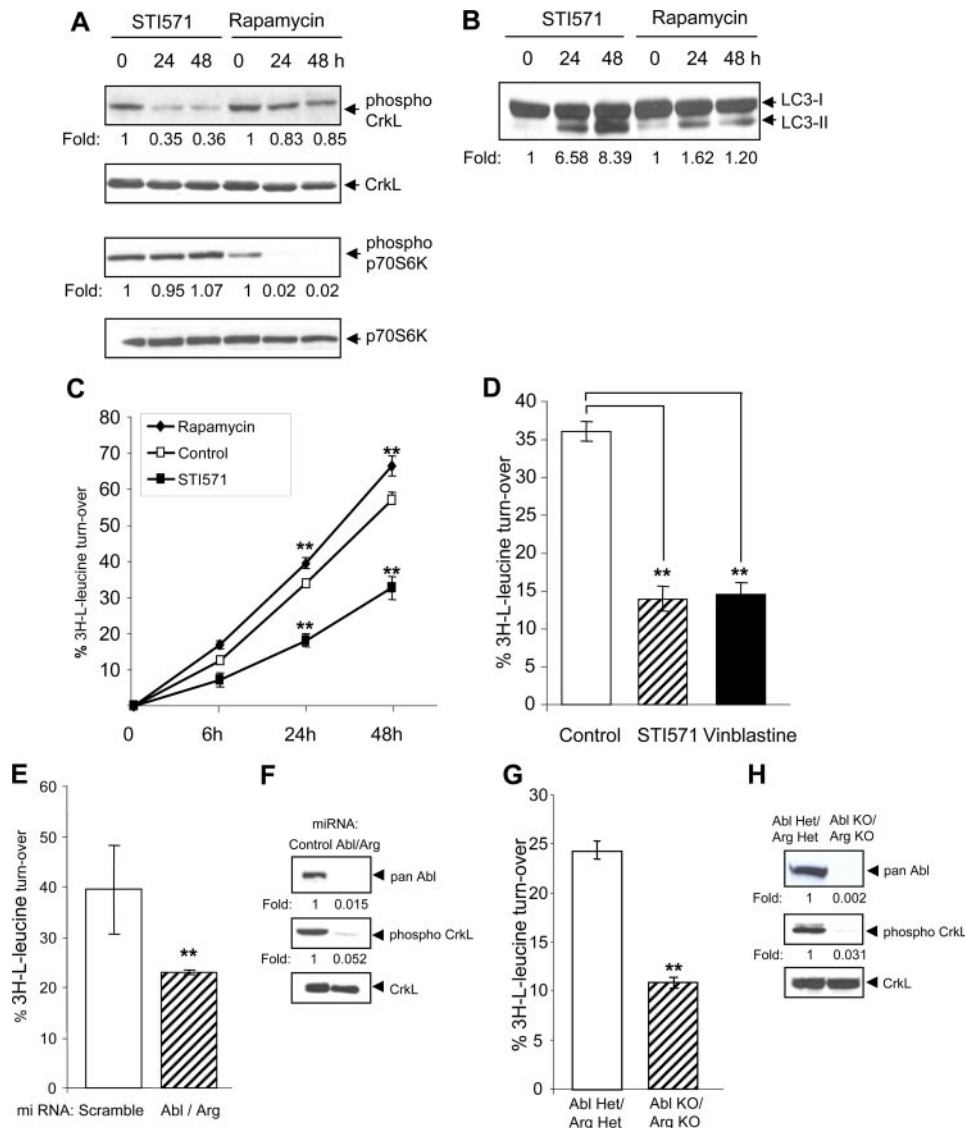 A
STI571 Rapamycin
0 24 48 0 24 48 h
phospho
CrkL
Fold: 1 0.35 0.36 1 0.83 0.85
CrkL
phospho
p70S6K
Fold: 1 0.95 1.07 1 0.02 0.02
p70S6K
B
STI571 Rapamycin
0 24 48 0 24 48 h
LC3-I
LC3-II
Fold: 1 6.58 8.39 1 1.62 1.20
C
% 3H-L-leucine turn-over
80
70
60
50
40
30
20
10
0 6h 24h 48h
Rapamycin
Control
STI571
**
**
**
**
D
% 3H-L-leucine turn-over
40
35
30
25
20
15
10
5
0
** **
Control STI571 Vinblastine
E
% 3H-L-leucine turn-over
60
50
40
30
20
10
0
**
mi RNA: Scramble Abl / Arg
F
miRNA:
Control Abl/Arg
pan Abl
Fold: 1 0.015
phospho CrkL
Fold: 1 0.052
CrkL
G
% 3H-L-leucine turn-over
30
25
20
15
10
5
0
**
Abl Het/ Abl KO/
Arg Het Arg KO
H
Abl Het/ Abl KO/
Arg Het Arg KO
pan Abl
Fold: 1 0.002
phospho CrkL
Fold: 1 0.031
CrkL